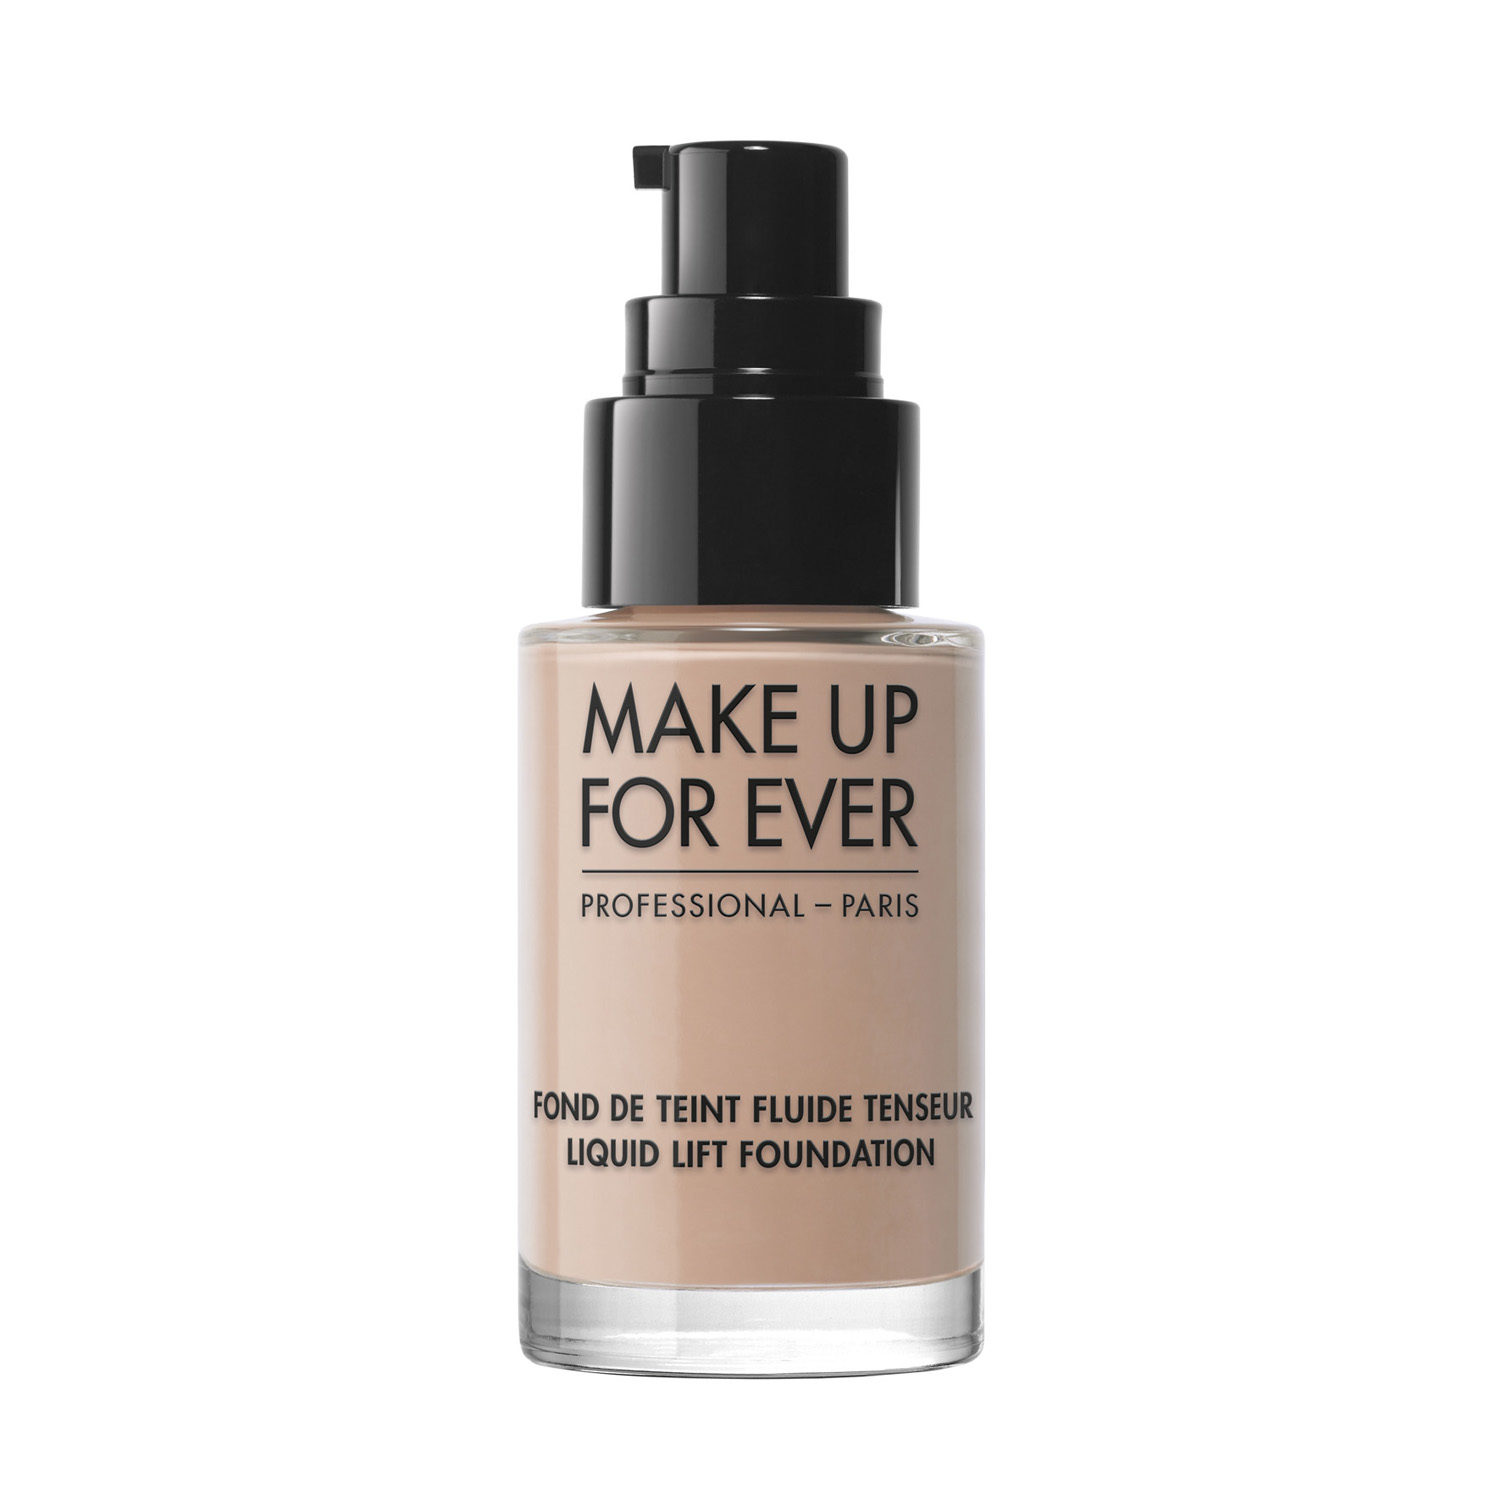 MAKE UP
FOR EVER
PROFESSIONAL – PARIS
FOND DE TEINT FLUIDE TENSEUR
LIQUID LIFT FOUNDATION